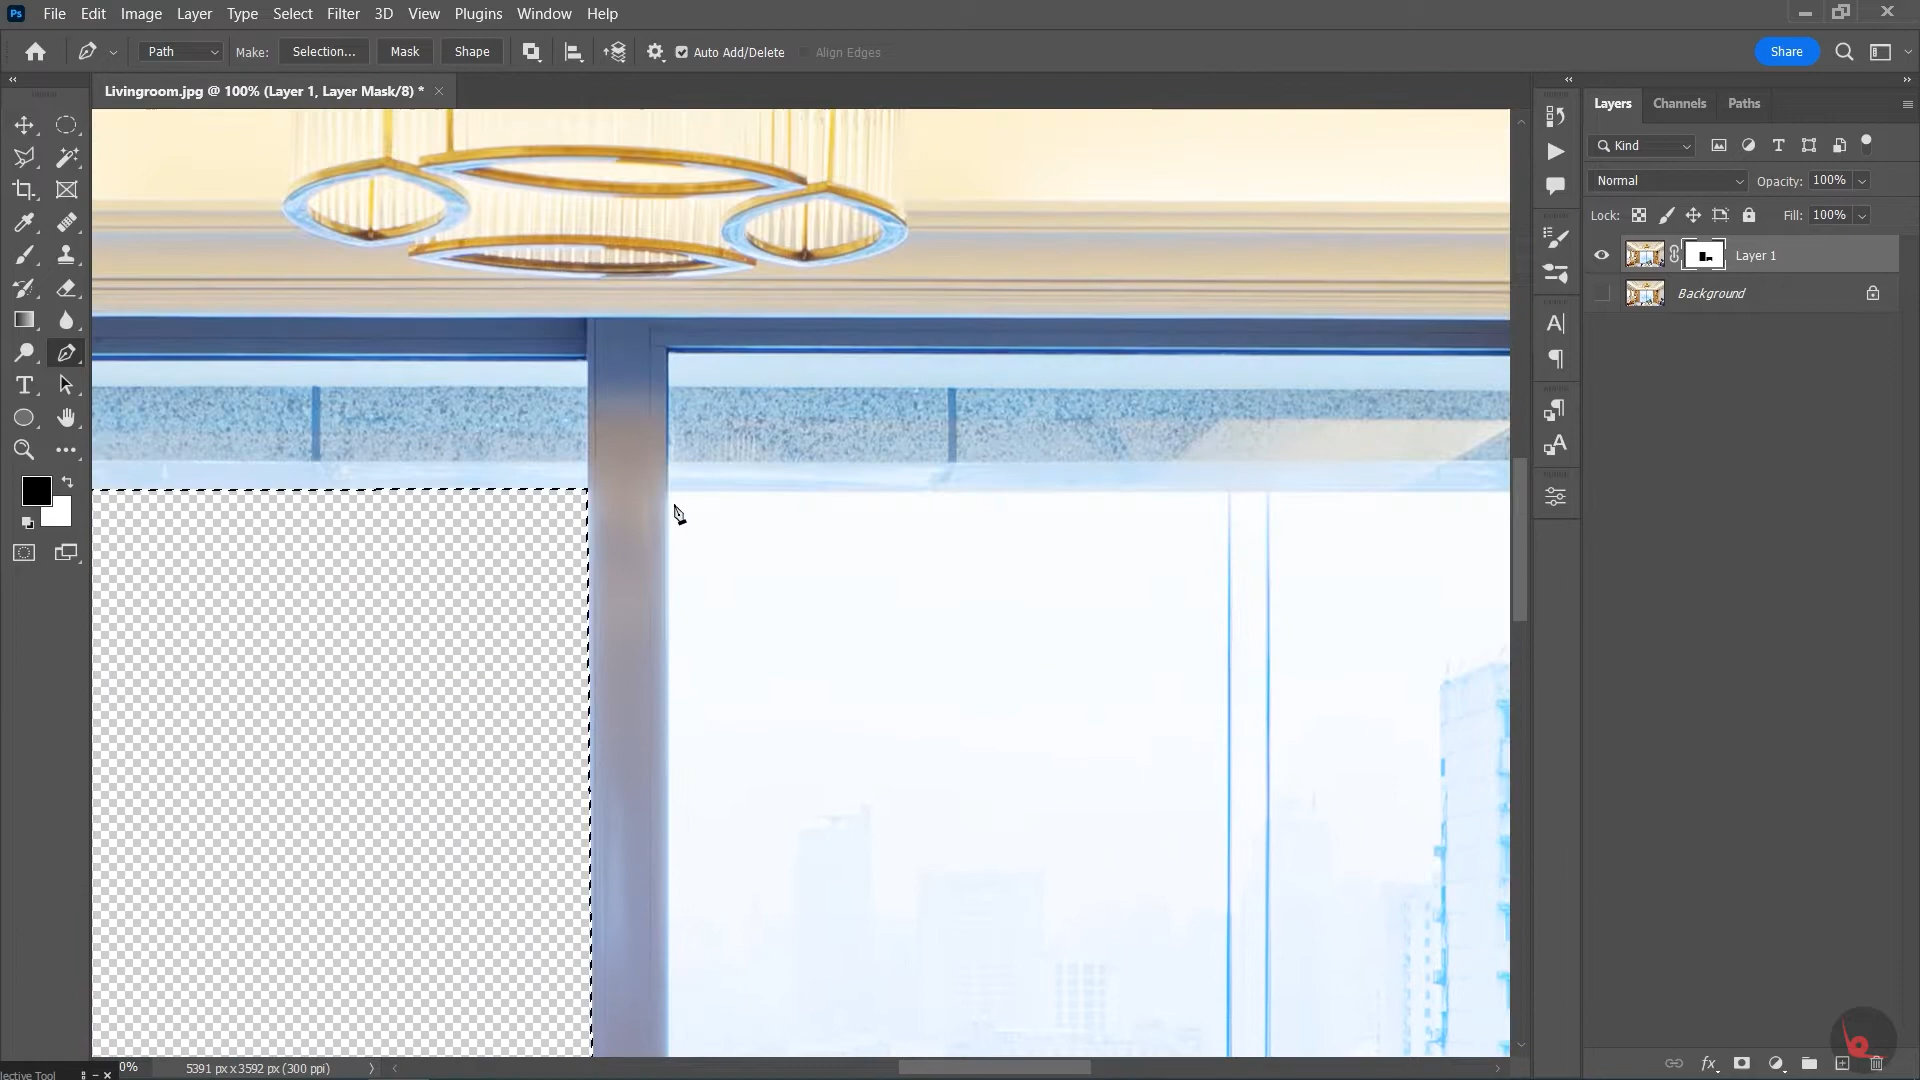 Ps File Edit Image Layer Type Select Filter 3D View Plugins Window Help
Path Make: Selection... Mask Shape Auto Add/Delete Align Edges Share
Livingroom.jpg @ 100% (Layer 1, Layer Mask/8) *
Layers Channels Paths
Kind
Normal Opacity: 100%
Lock: Fill: 100%
Layer 1
Background
0% 5391 px x 3592 px (300 ppi)
lective Tool